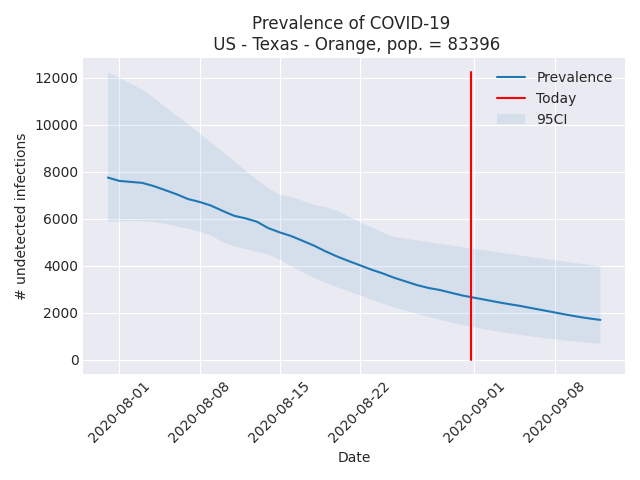 Prevalence of COVID-19
US - Texas - Orange, pop. = 83396
# undetected infections
12000
10000
8000
6000
4000
2000
0
Prevalence
Today
95CI
2020-08-01
2020-08-08
2020-08-15
2020-08-22
2020-09-01
2020-09-08
Date